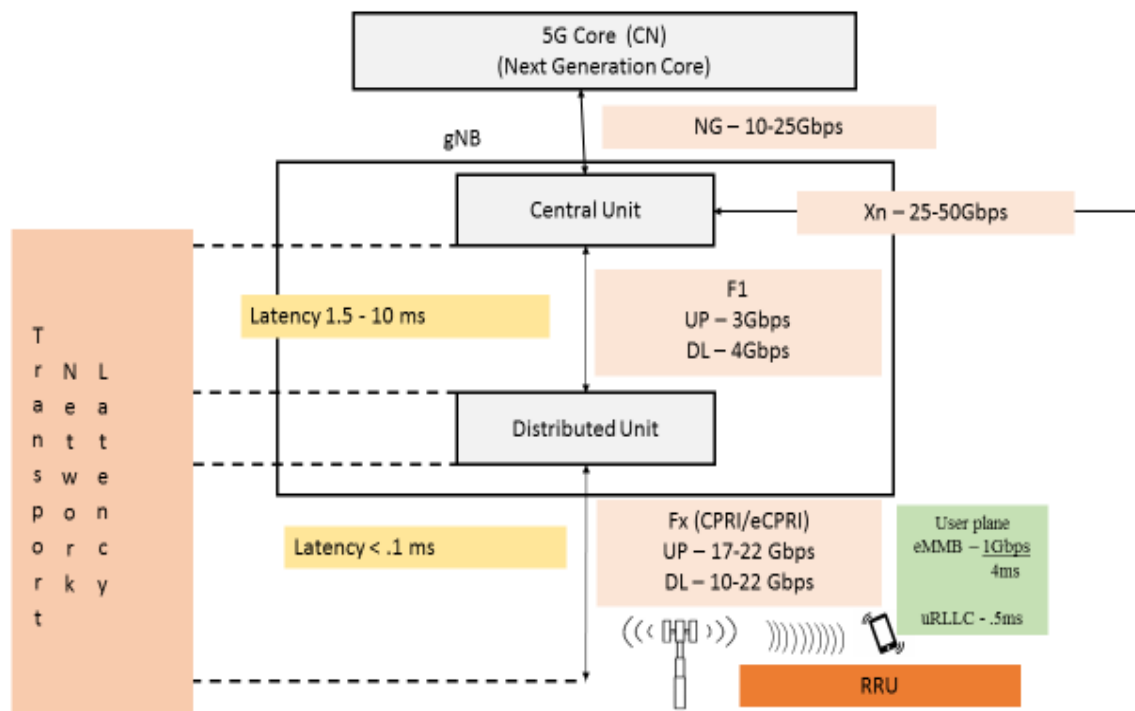 5G Core (CN)
(Next Generation Core)
NG – 10-25Gbps
gNB
Central Unit
Xn – 25-50Gbps
Latency 1.5 - 10 ms
F1
UP – 3Gbps
DL – 4Gbps
Transport
Network
Latency
Distributed Unit
Latency < .1 ms
Fx (CPRI/eCPRI)
UP – 17-22 Gbps
DL – 10-22 Gbps
User plane
eMMB – 1Gbps
4ms
uRLLC - .5ms
RRU